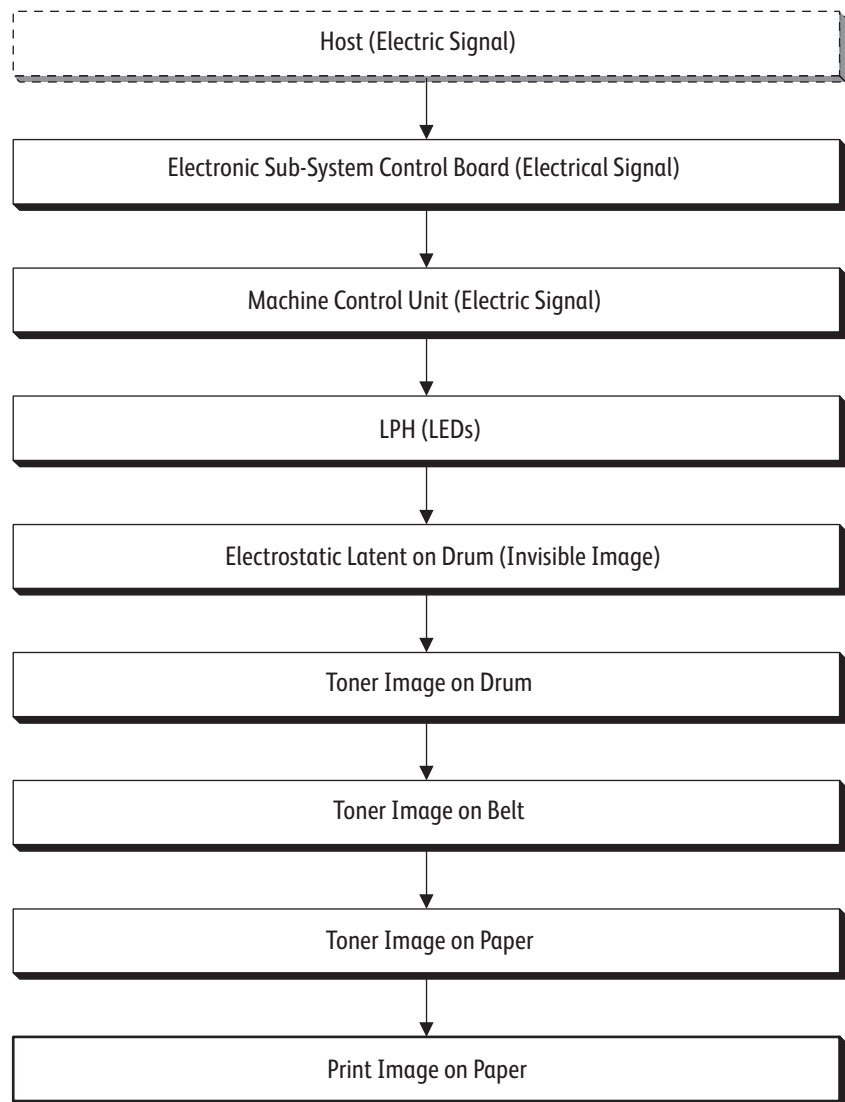 Host (Electric Signal)
Electronic Sub-System Control Board (Electrical Signal)
Machine Control Unit (Electric Signal)
LPH (LEDs)
Electrostatic Latent on Drum (Invisible Image)
Toner Image on Drum
Toner Image on Belt
Toner Image on Paper
Print Image on Paper